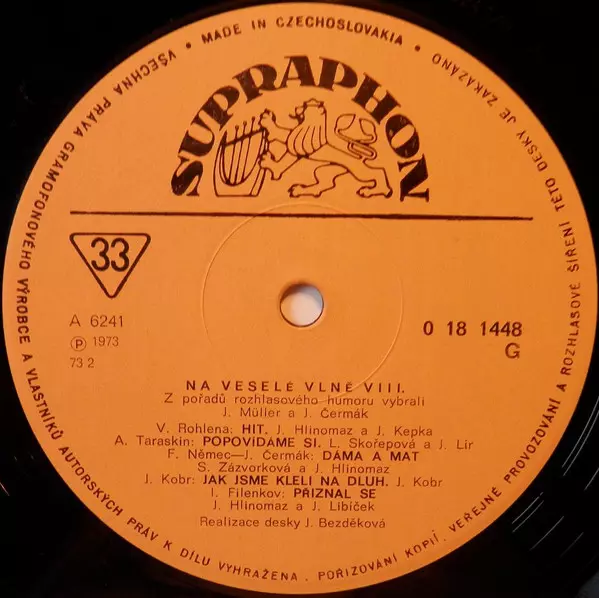 VŠECHNA PRÁVA GRAMOFONOVÉHO VÝROBCE A VLASTNÍKŮ AUTORSKÝCH PRÁV K DÍLU VYHRAŽENA. POŘIZOVÁNÍ KOPIÍ, VEŘEJNÉ PROVOZOVÁNÍ A ROZHLASOVÉ ŠÍŘENÍ TÉTO DESKY JE ZAKÁZÁNO
• MADE IN CZECHOSLOVAKIA •
SUPRAPHON
33
A 6241
Ⓟ 1973
73 2
0 18 1448
G
NA VESELÉ VLNĚ VIII.
Z pořadů rozhlasového humoru vybrali
J. Müller a J. Čermák
V. Rohlena: HIT. J. Hlinomaz a J. Kepka
A. Taraskin: POPOVÍDÁME SI. L. Skořepová a J. Lír
F. Němec—J. Čermák: DÁMA A MAT
S. Zázvorková a J. Hlinomaz
J. Kobr: JAK JSME KLELI NA DLUH. J. Kobr
I. Filenkov: PŘIZNAL SE
J. Hlinomaz a J. Libíček
Realizace desky J. Bezděková